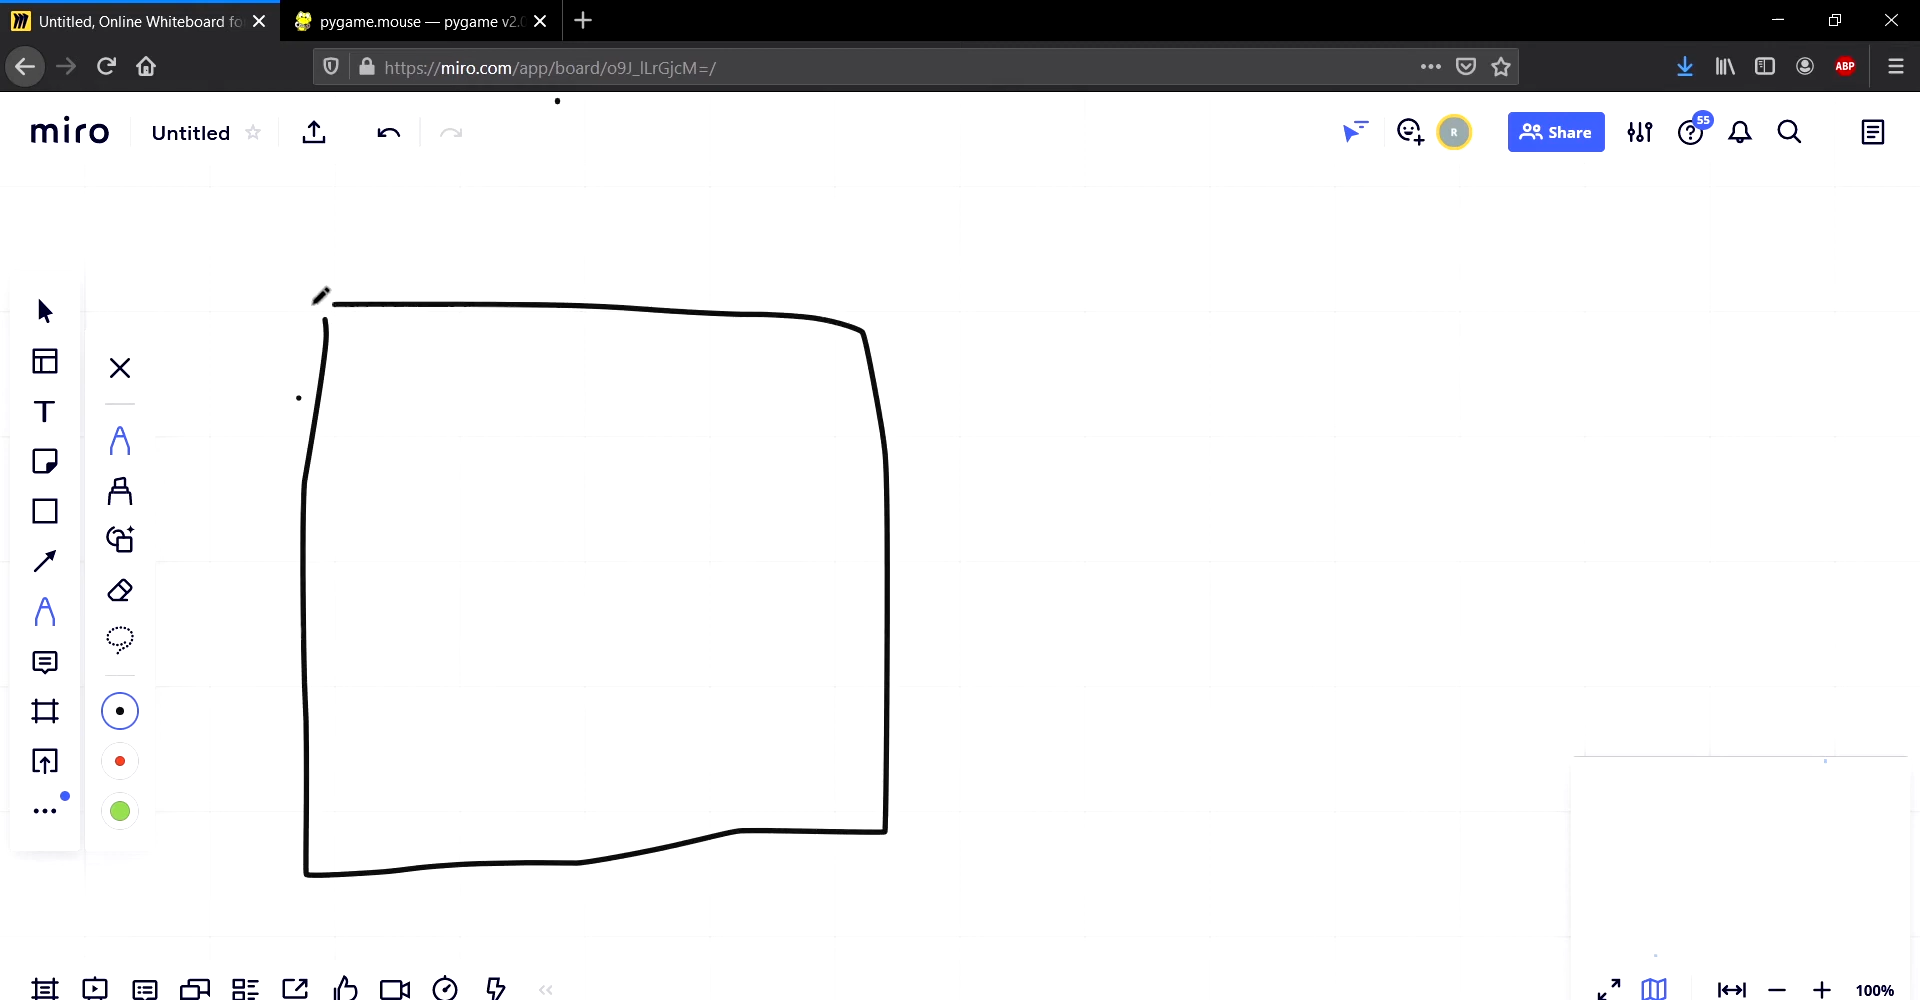 Untitled, Online Whiteboard fo
pygame.mouse — pygame v2.0
https://miro.com/app/board/o9J_lLrGjcM=/
ABP
miro
Untitled
R
Share
55
T
100%